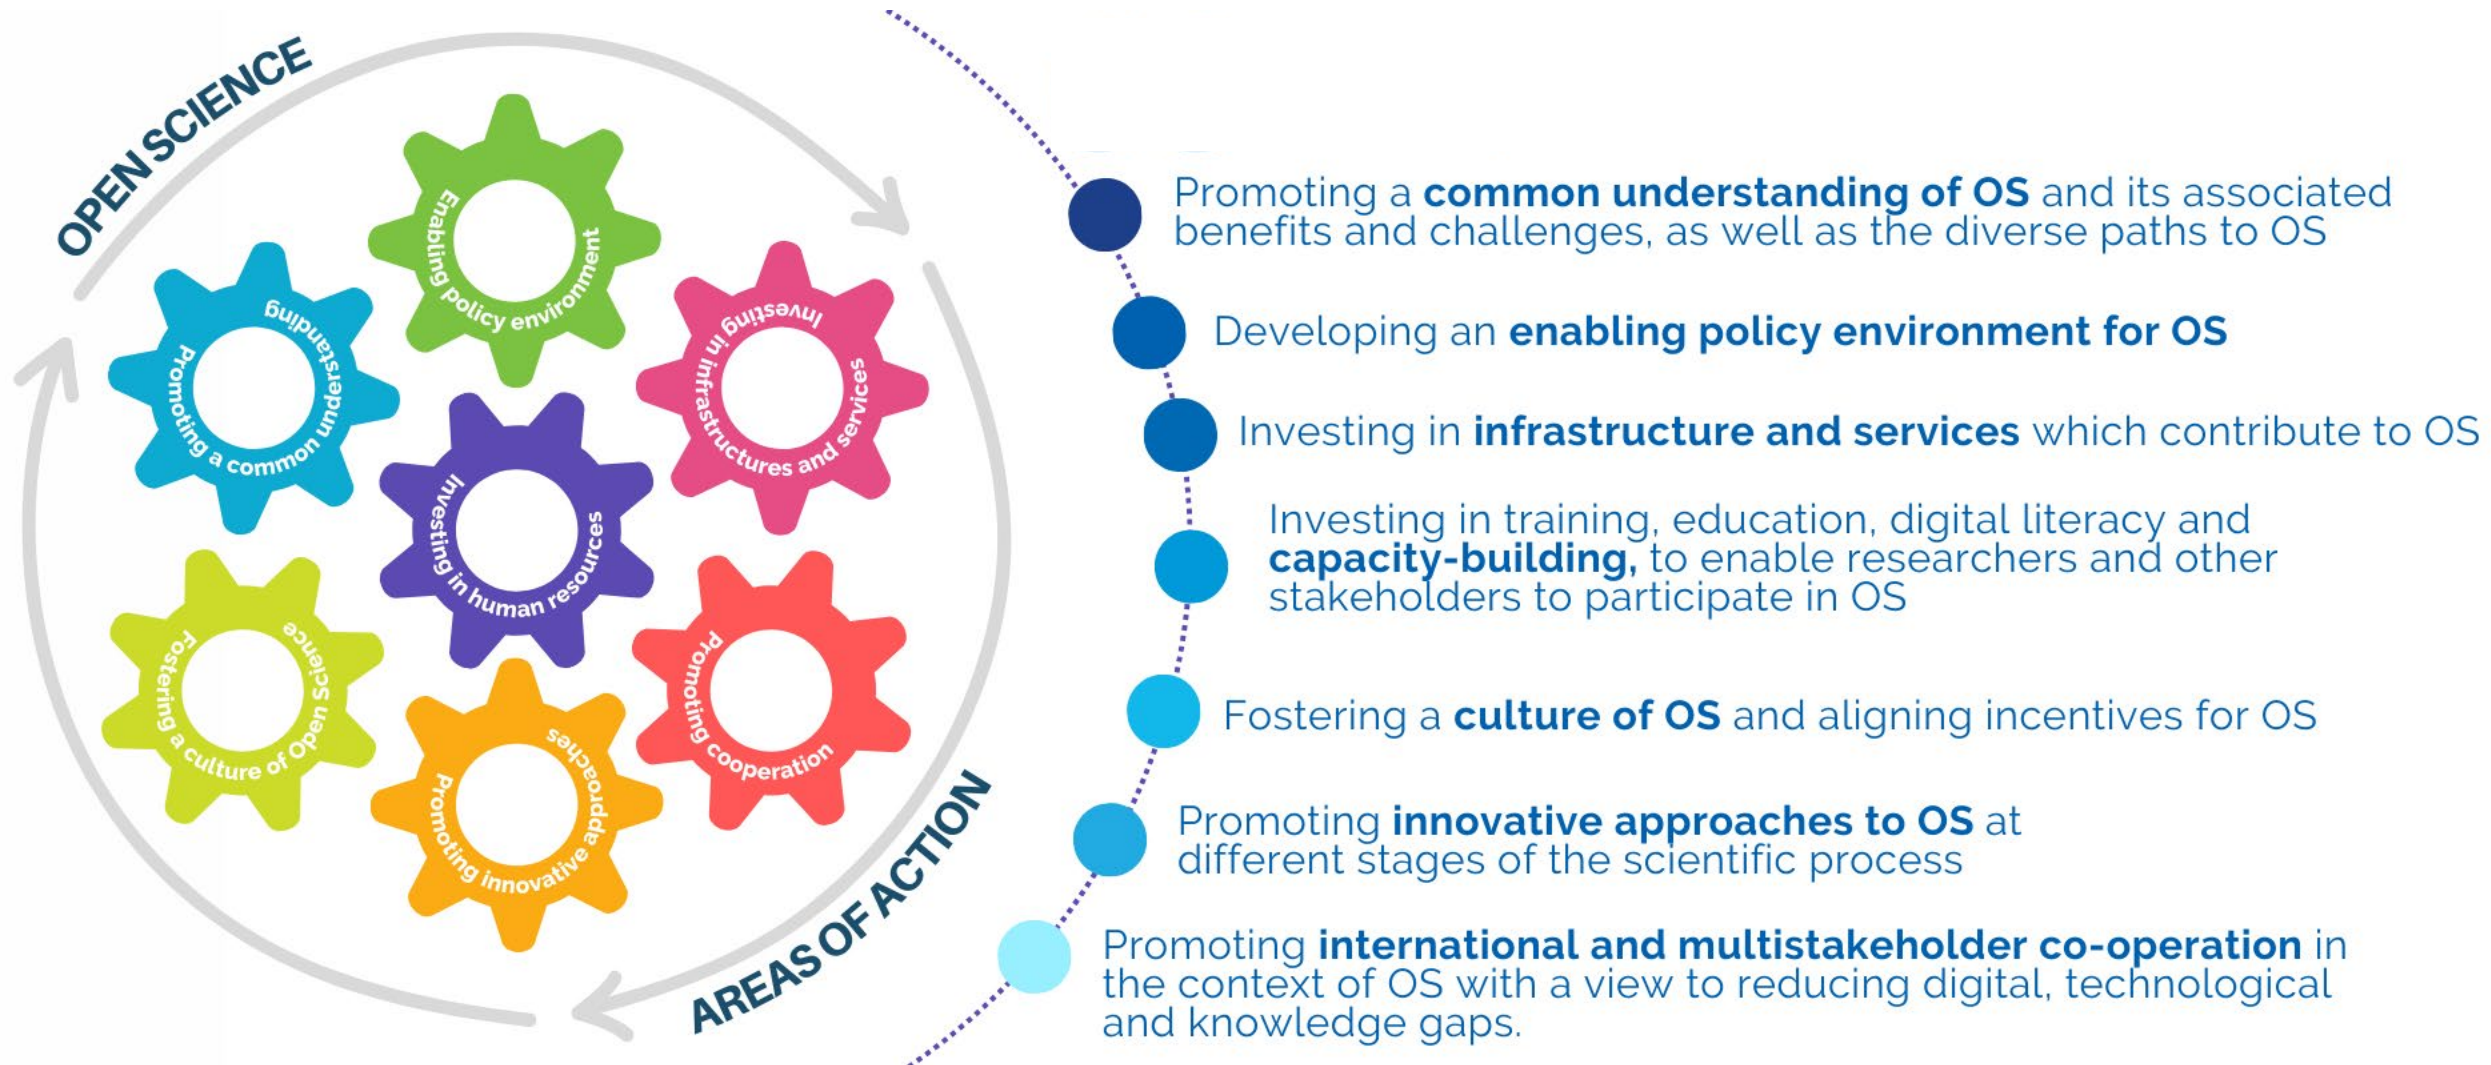 OPEN SCIENCE
Enabling policy environment
Promoting a common understanding
Investing in infrastructures and services
Investing in human resources
Fostering a culture of Open Science
Promoting cooperation
Promoting innovative approaches
AREAS OF ACTION
Promoting a common understanding of OS and its associated
benefits and challenges, as well as the diverse paths to OS
Developing an enabling policy environment for OS
Investing in infrastructure and services which contribute to OS
Investing in training, education, digital literacy and
capacity-building, to enable researchers and other
stakeholders to participate in OS
Fostering a culture of OS and aligning incentives for OS
Promoting innovative approaches to OS at
different stages of the scientific process
Promoting international and multistakeholder co-operation in
the context of OS with a view to reducing digital, technological
and knowledge gaps.